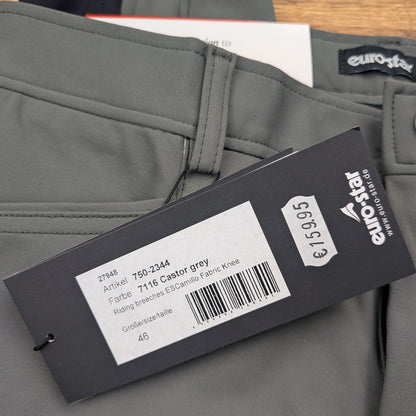 euro-star
27948
Artikel 750-2344
Farbe 7116 Castor grey
Riding breeches ESCamillo Fabric Knee
Größe/size/taille
46
€159.95
euro-star
www.euro-star.de